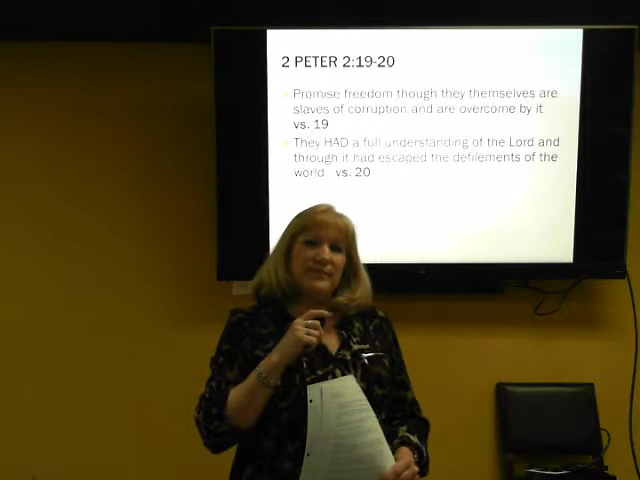 2 PETER 2:19-20
Promise freedom though they themselves are
slaves of corruption and are overcome by it
vs. 19
They HAD a full understanding of the Lord and
through it had escaped the defilements of the
world vs. 20